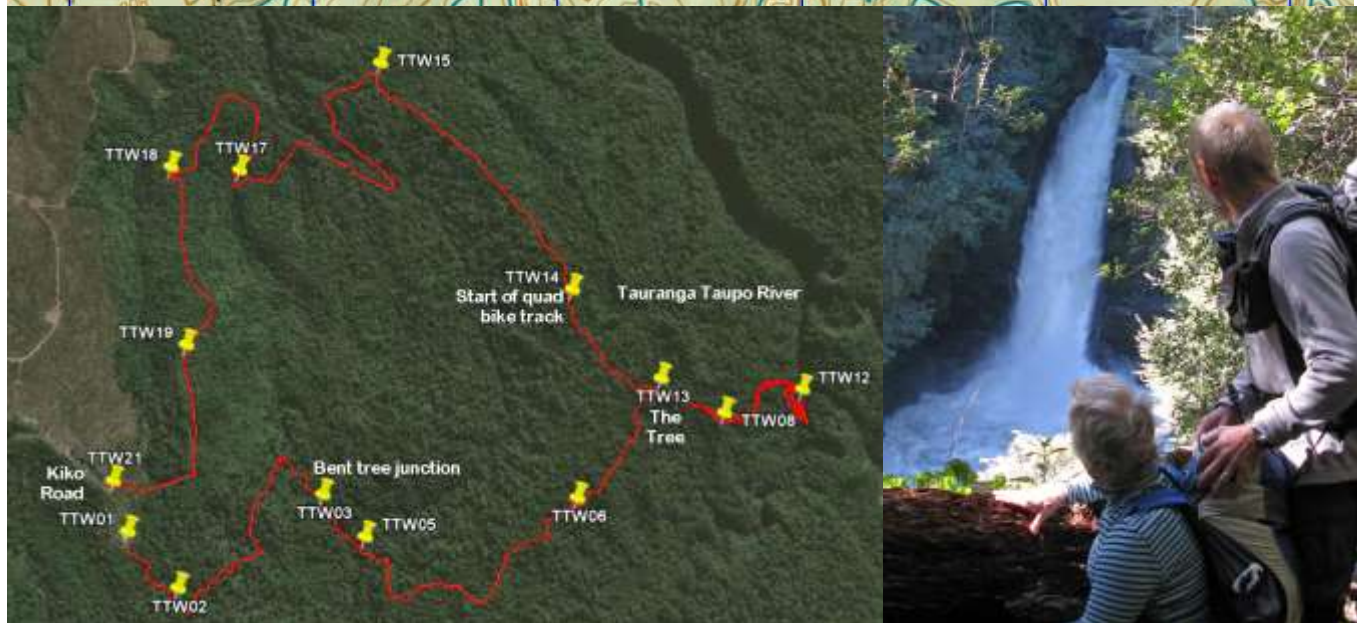 TTW15
TTW18
TTW17
TTW14
Start of quad
bike track
Tauranga Taupo River
TTW19
TTW12
TTW13
TTW08
The
Tree
Bent tree junction
TTW21
Kiko
Road
TTW03
TTW01
TTW05
TTW06
TTW02